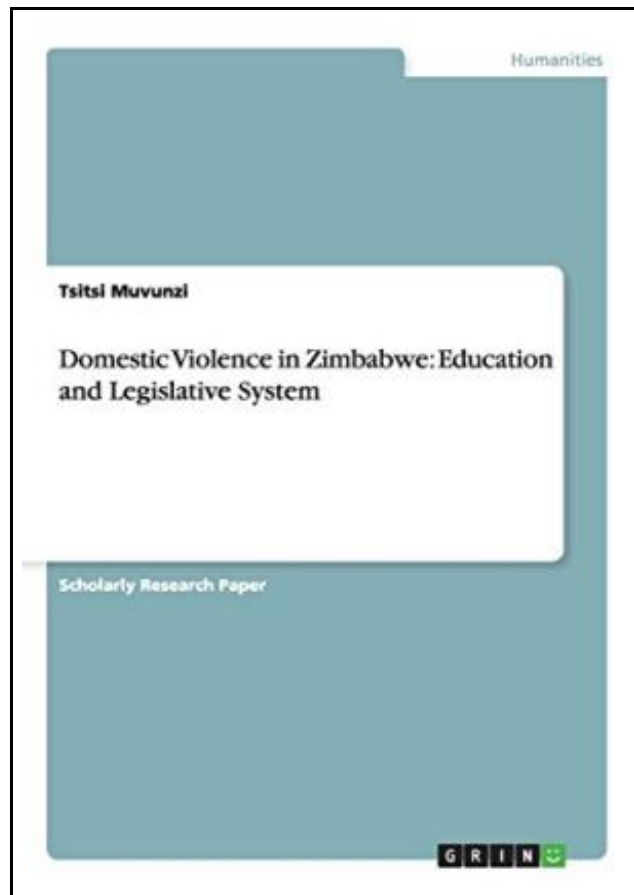 Humanities
Tsitsi Muvunzi
Domestic Violence in Zimbabwe: Education
and Legislative System
Scholarly Research Paper
GRIN